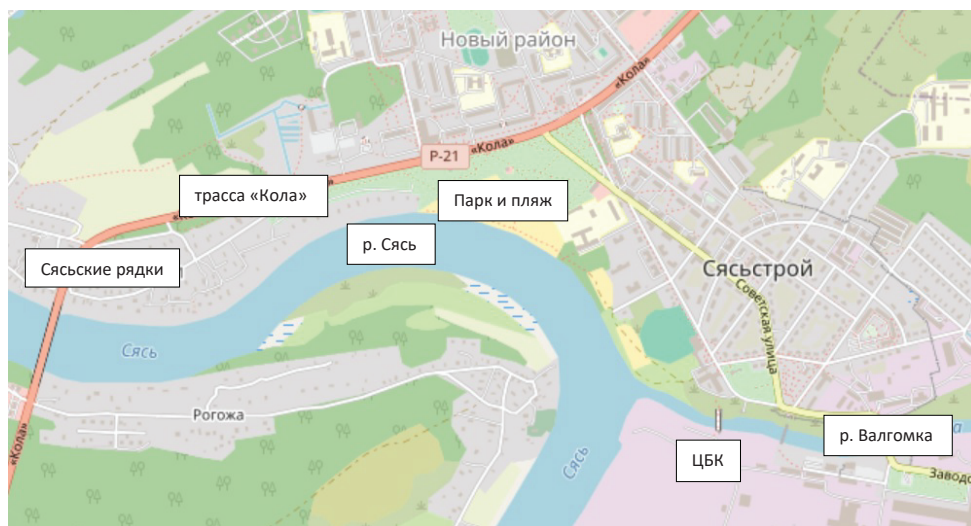 Новый район
«Кола»
«Кола»
Р-21
трасса «Кола»
Парк и пляж
р. Сясь
Сясьские рядки
Сясьстрой
Советская улица
Сясь
Рогожа
«Кола»
«Кола»
Сясь
ЦБК
р. Валгомка